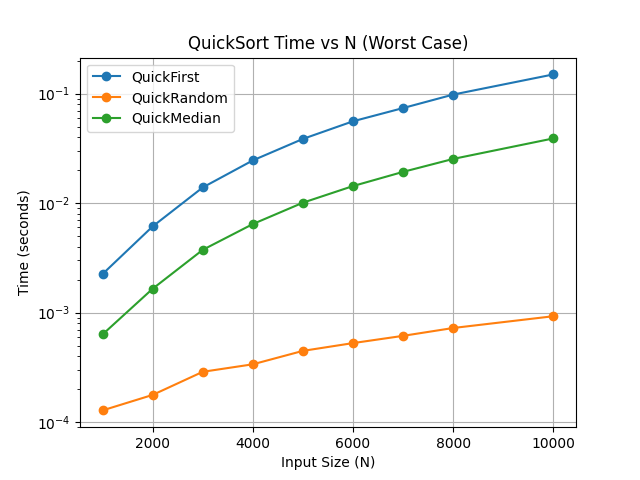 QuickSort Time vs N (Worst Case)
QuickFirst
QuickRandom
QuickMedian
Time (seconds)
10⁻¹
10⁻²
10⁻³
10⁻⁴
2000 4000 6000 8000 10000
Input Size (N)